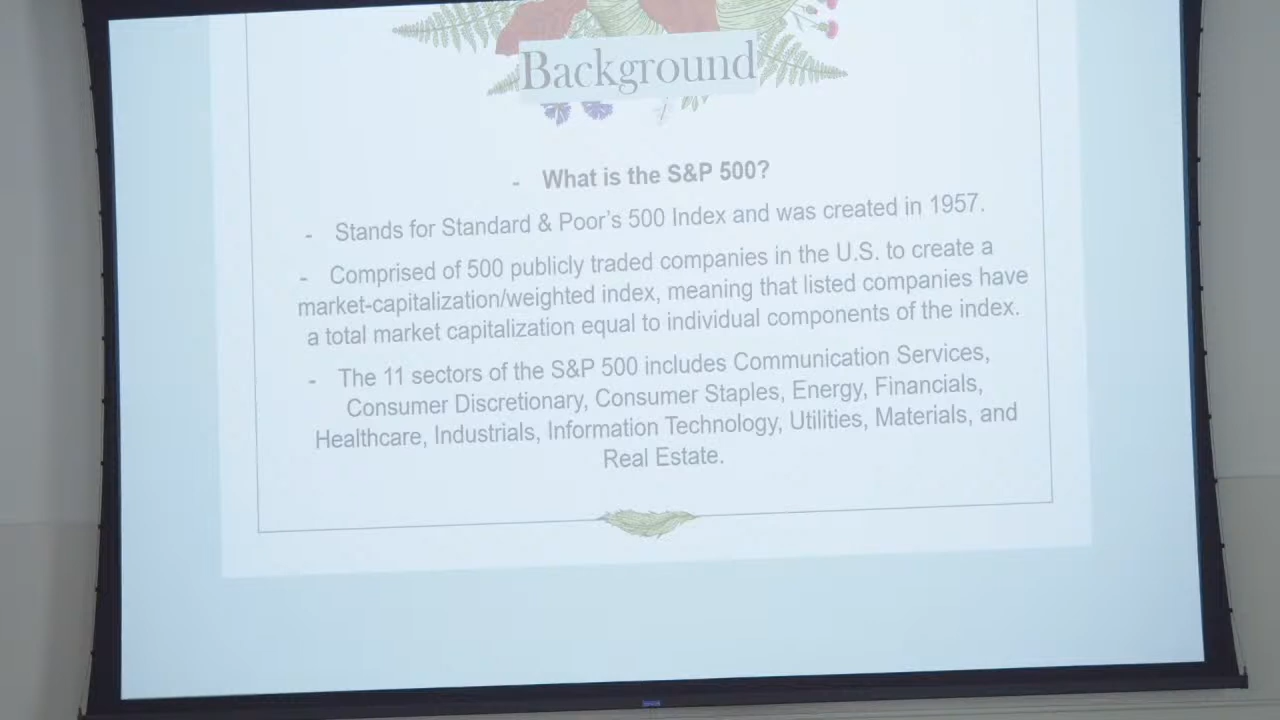 Background
- What is the S&P 500?
- Stands for Standard & Poor's 500 Index and was created in 1957.
- Comprised of 500 publicly traded companies in the U.S. to create a
market-capitalization/weighted index, meaning that listed companies have
a total market capitalization equal to individual components of the index.
- The 11 sectors of the S&P 500 includes Communication Services,
Consumer Discretionary, Consumer Staples, Energy, Financials,
Healthcare, Industrials, Information Technology, Utilities, Materials, and
Real Estate.